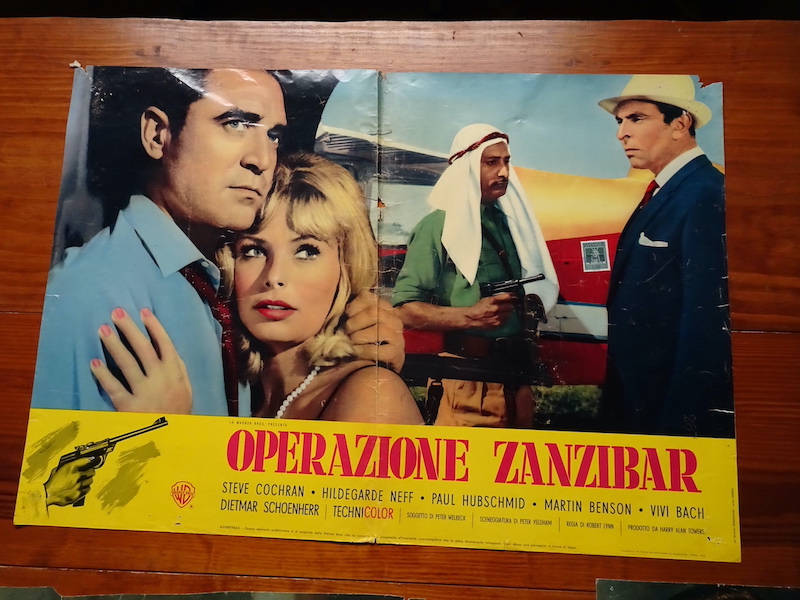 LA WARNER BROS. PRESENTA
OPERAZIONE ZANZIBAR
STEVE COCHRAN • HILDEGARDE NEFF • PAUL HUBSCHMID • MARTIN BENSON • VIVI BACH
DIETMAR SCHOENHERR | TECHNICOLOR | SOGGETTO DI PETER WELBECK | SCENEGGIATURA DI PETER YELDHAM | REGIA DI ROBERT LYNN | PRODOTTO DA HARRY ALAN TOWERS
WB